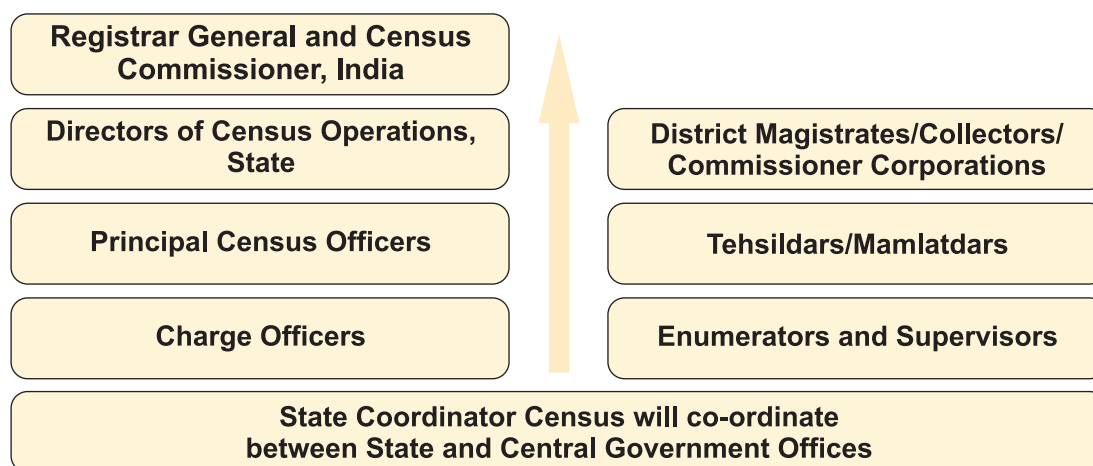 Registrar General and Census
Commissioner, India
Directors of Census Operations,
State
Principal Census Officers
Charge Officers
District Magistrates/Collectors/
Commissioner Corporations
Tehsildars/Mamlatdars
Enumerators and Supervisors
State Coordinator Census will co-ordinate
between State and Central Government Offices